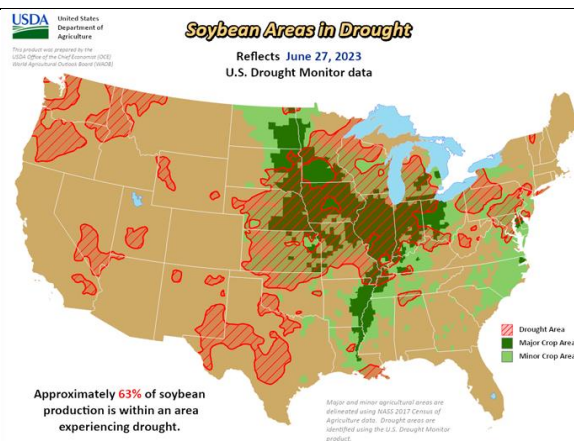 USDA
United States
Department of
Agriculture
This product was prepared by the
USDA Office of the Chief Economist (OCE)
World Agricultural Outlook Board (WAOB)
Soybean Areas in Drought
Reflects June 27, 2023
U.S. Drought Monitor data
Drought Area
Major Crop Area
Minor Crop Area
Approximately 63% of soybean
production is within an area
experiencing drought.
Major and minor agricultural areas are
delineated using NASS 2017 Census of
Agriculture data. Drought areas are
identified using the U.S. Drought Monitor
product.